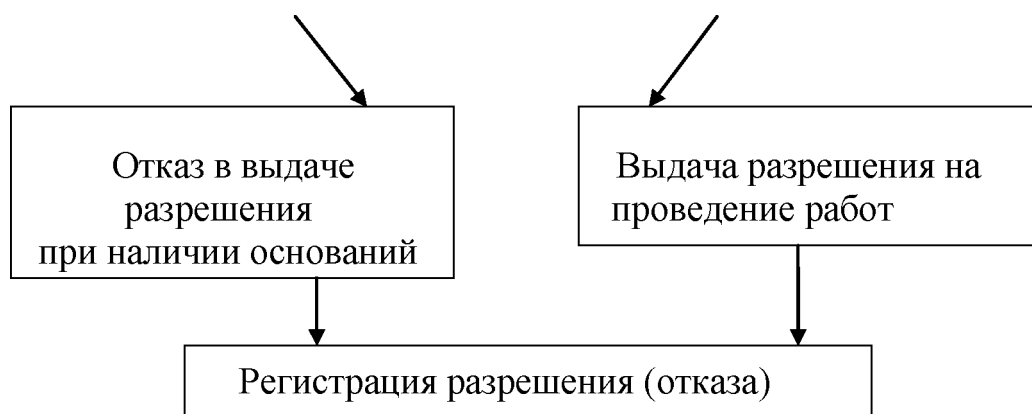 Отказ в выдаче
разрешения
при наличии оснований
Выдача разрешения на
проведение работ
Регистрация разрешения (отказа)